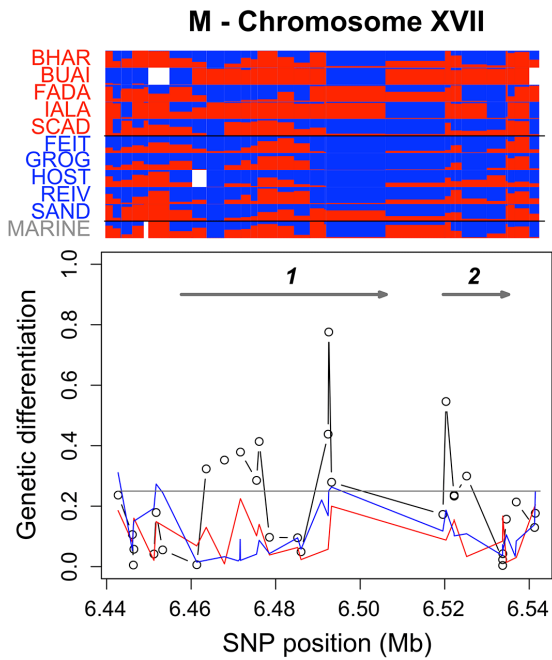 M - Chromosome XVII
BHAR
BUAI
FADA
IALA
SCAD
FEIT
GROG
HOST
REIV
SAND
MARINE
1
2
Genetic differentiation
1.0
0.8
0.6
0.4
0.2
0.0
6.44 6.46 6.48 6.50 6.52 6.54
SNP position (Mb)